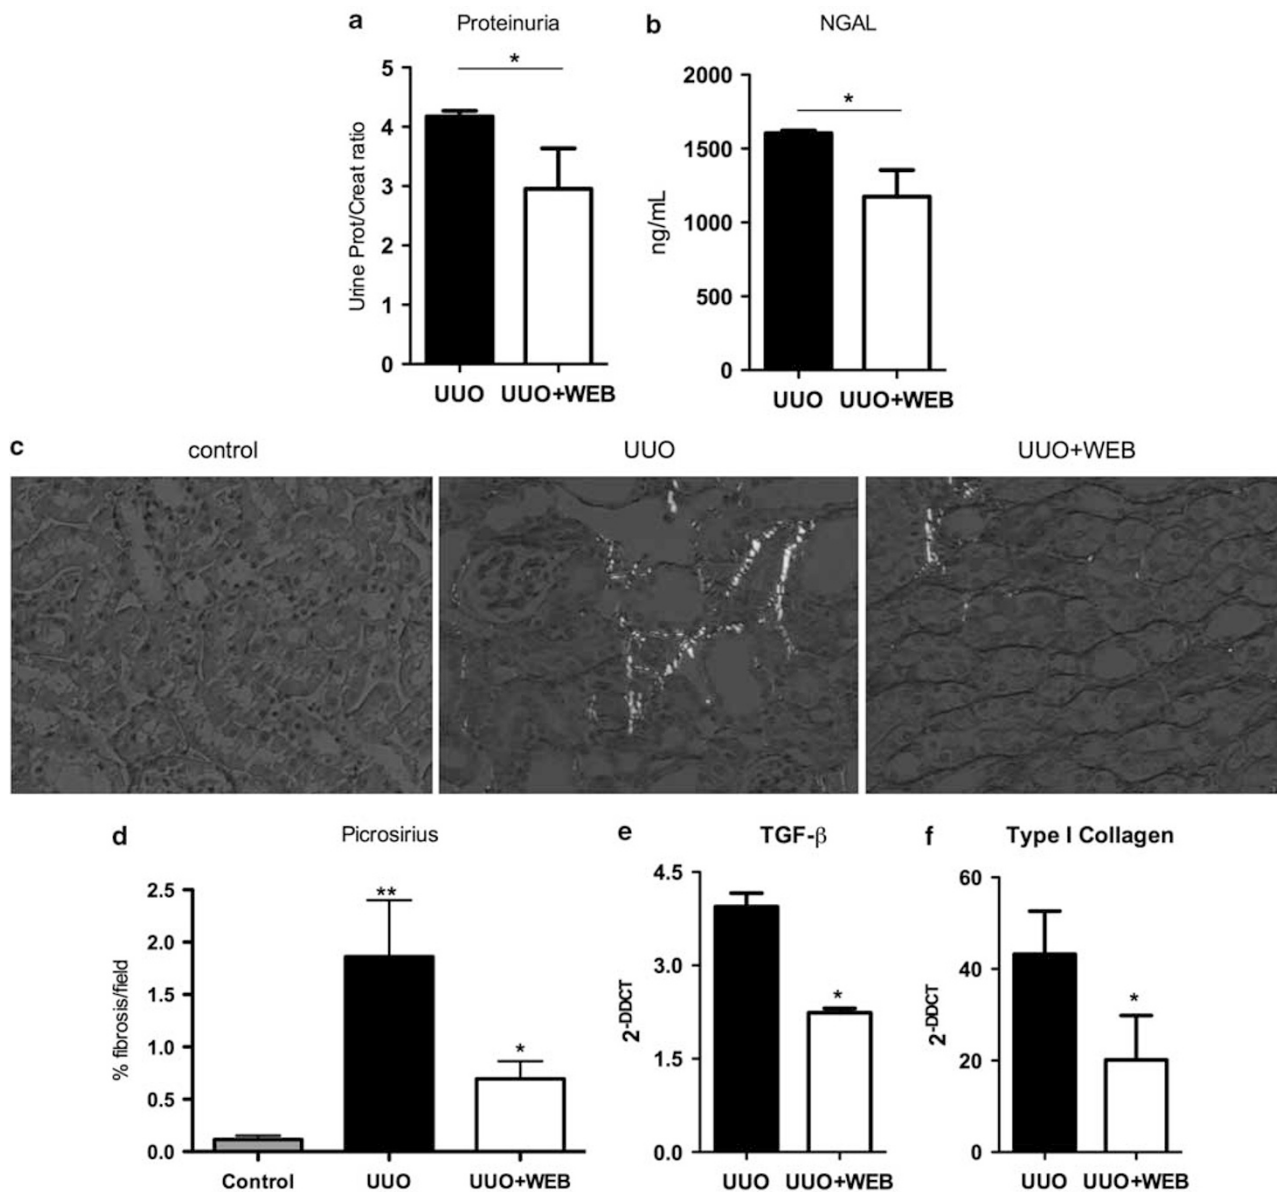 a Proteinuria
*
5
4
3
2
1
0
Urine Prot/Creat ratio
UUO UUO+WEB
b NGAL
*
2000
1500
1000
500
0
ng/mL
UUO UUO+WEB
c control UUO UUO+WEB
d Picrosirius
**
*
2.5
2.0
1.5
1.0
0.5
0.0
% fibrosis/field
Control UUO UUO+WEB
e TGF-β
*
4.5
3.0
1.5
0.0
2-DDCT
UUO UUO+WEB
f Type I Collagen
*
60
40
20
0
2-DDCT
UUO UUO+WEB